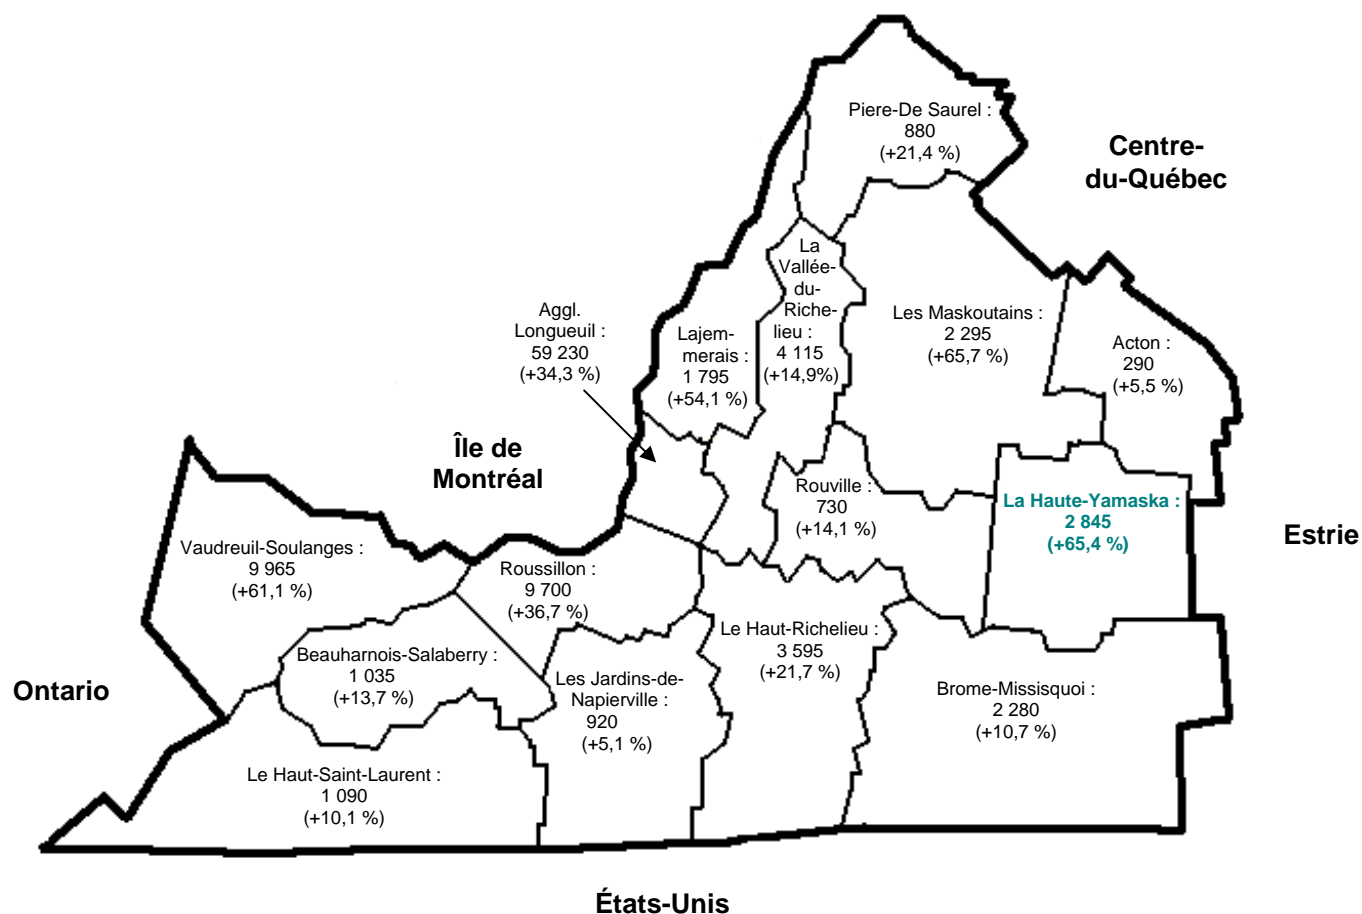 Piere-De Saurel :
880
(+21,4 %)
Centre-
du-Québec
La
Vallée-
du-
Riche-
lieu :
4 115
(+14,9%)
Les Maskoutains :
2 295
(+65,7 %)
Acton :
290
(+5,5 %)
Aggl.
Longueuil :
59 230
(+34,3 %)
Lajem-
merais :
1 795
(+54,1 %)
Île de
Montréal
Rouville :
730
(+14,1 %)
La Haute-Yamaska :
2 845
(+65,4 %)
Estrie
Vaudreuil-Soulanges :
9 965
(+61,1 %)
Roussillon :
9 700
(+36,7 %)
Le Haut-Richelieu :
3 595
(+21,7 %)
Beauharnois-Salaberry :
1 035
(+13,7 %)
Les Jardins-de-
Napierville :
920
(+5,1 %)
Brome-Missisquoi :
2 280
(+10,7 %)
Ontario
Le Haut-Saint-Laurent :
1 090
(+10,1 %)
États-Unis